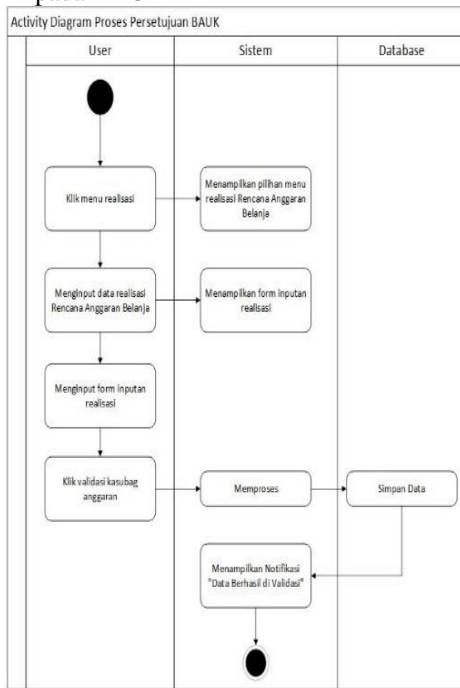 Activity Diagram Proses Persetujuan BAUK
User
Sistem
Database
Klik menu realisasi
Menampilkan pilihan menu
realisasi Rencana Anggaran
Belanja
Menginput data realisasi
Rencana Anggaran Belanja
Menampilkan form inputan
realisasi
Menginput form inputan
realisasi
Klik validasi kasubag
anggaran
Memproses
Simpan Data
Menampilkan Notifikasi
"Data Berhasil di Validasi"